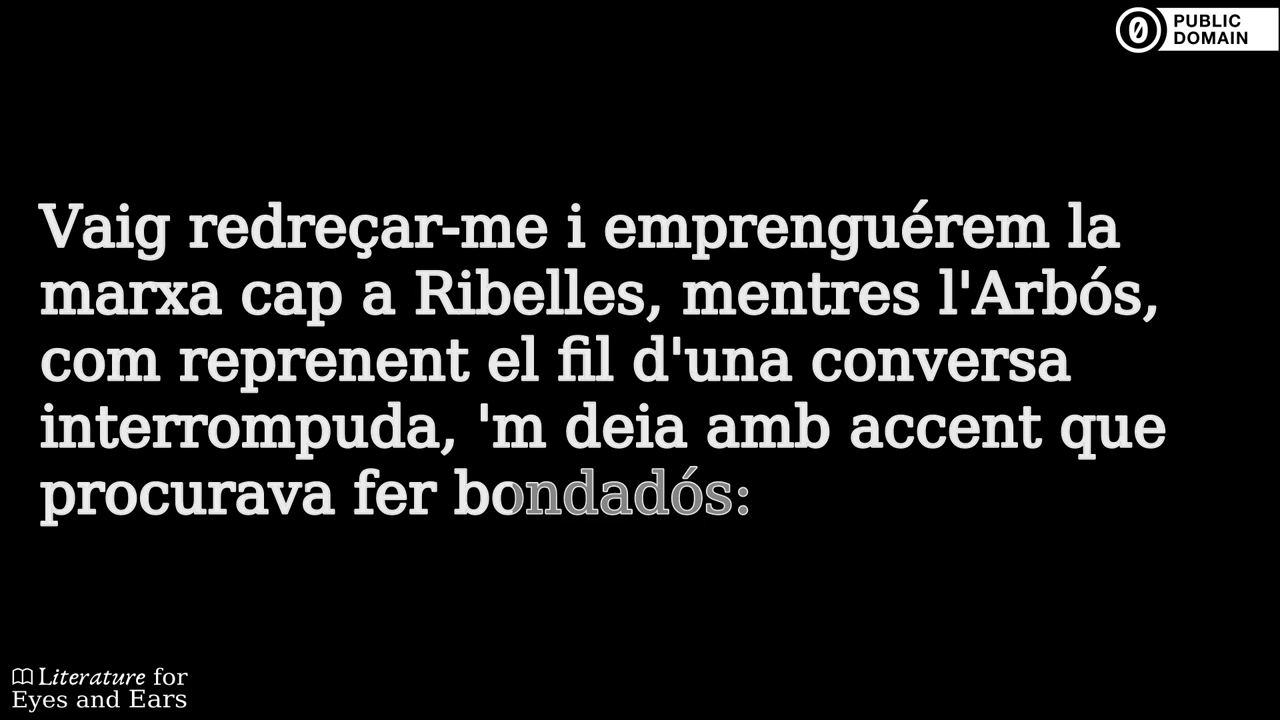 PUBLIC
DOMAIN
Vaig redreçar-me i emprenguérem la
marxa cap a Ribelles, mentres l'Arbós,
com reprenent el fil d'una conversa
interrompuda, 'm deia amb accent que
procurava fer bondadós:
Literature for
Eyes and Ears